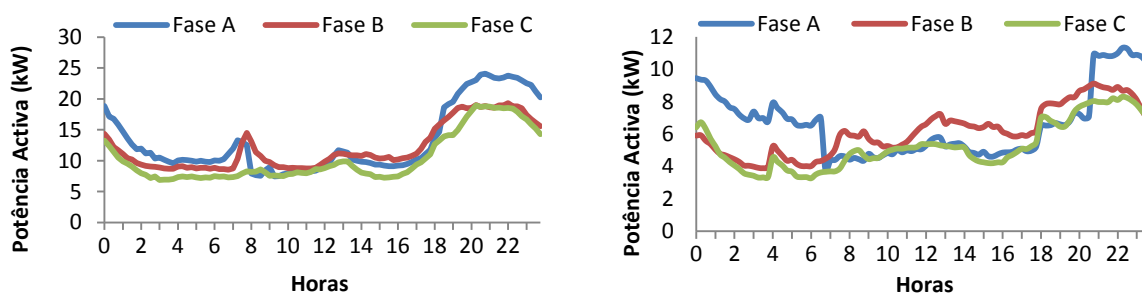 Fase A Fase B Fase C
30
25
20
15
10
5
0
0 2 4 6 8 10 12 14 16 18 20 22
Potência Activa (kW)
Horas
Fase A Fase B Fase C
12
10
8
6
4
2
0
0 2 4 6 8 10 12 14 16 18 20 22
Potência Activa (kW)
Horas